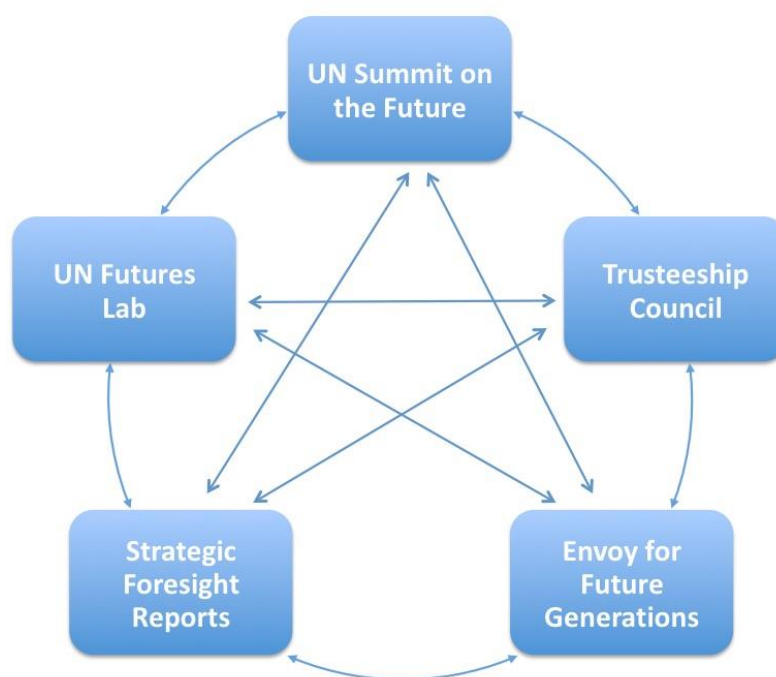 UN Summit on
the Future
UN Futures
Lab
Trusteeship
Council
Strategic
Foresight
Reports
Envoy for
Future
Generations